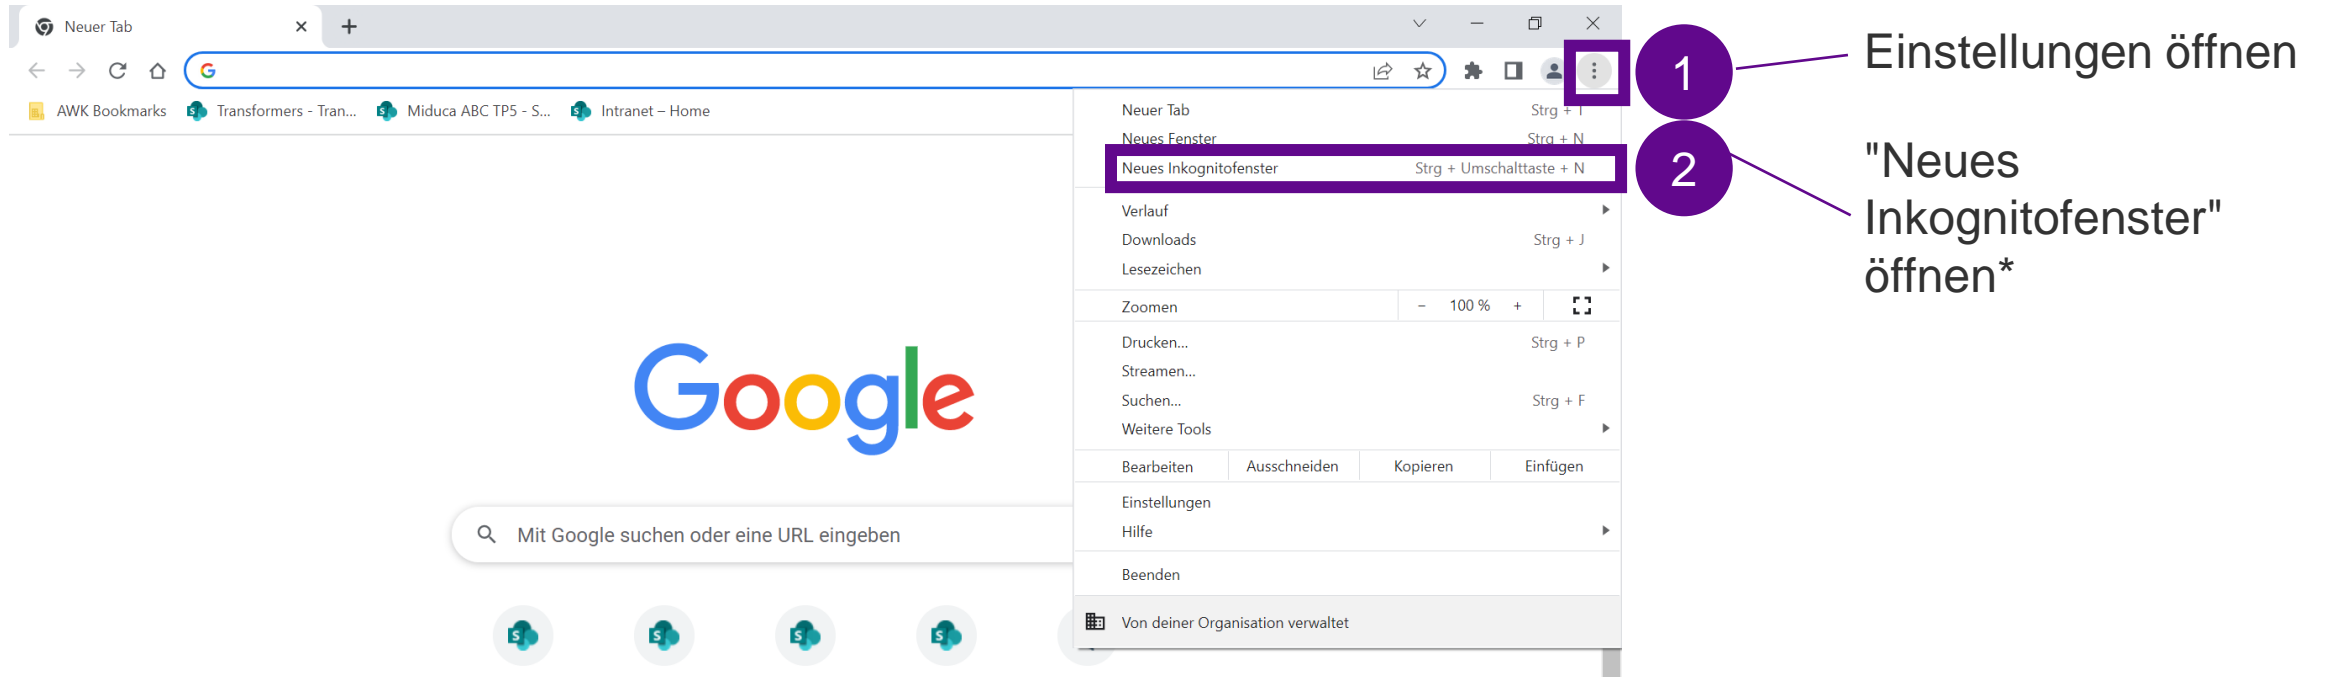 Neuer Tab
AWK Bookmarks Transformers - Tran... Miduca ABC TP5 - S... Intranet – Home
Neuer Tab Strg + T
Neues Fenster Strg + N
Neues Inkognitofenster Strg + Umschalttaste + N
Verlauf
Downloads Strg + J
Lesezeichen
Zoomen - 100 % +
Drucken... Strg + P
Streamen...
Suchen... Strg + F
Weitere Tools
Bearbeiten Ausschneiden Kopieren Einfügen
Einstellungen
Hilfe
Beenden
Von deiner Organisation verwaltet
Google
Mit Google suchen oder eine URL eingeben
1
Einstellungen öffnen
2
"Neues
Inkognitofenster"
öffnen*